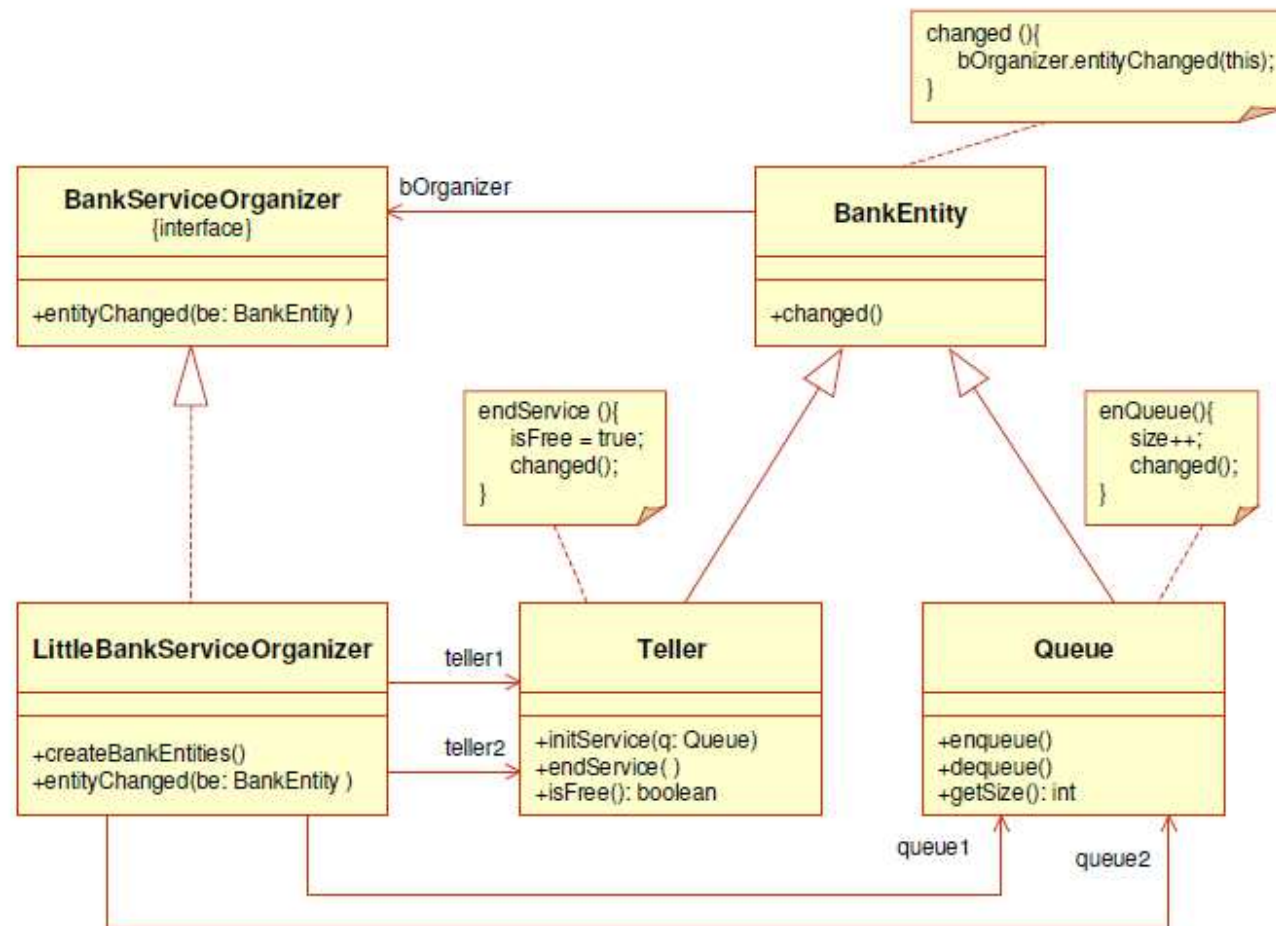 changed (){
bOrganizer.entityChanged(this);
}
BankServiceOrganizer
{interface}
+entityChanged(be: BankEntity )
bOrganizer
BankEntity
+changed()
endService (){
isFree = true;
changed();
}
enQueue(){
size++;
changed();
}
LittleBankServiceOrganizer
+createBankEntities()
+entityChanged(be: BankEntity )
teller1
teller2
Teller
+initService(q: Queue)
+endService( )
+isFree(): boolean
Queue
+enqueue()
+dequeue()
+getSize(): int
queue1
queue2